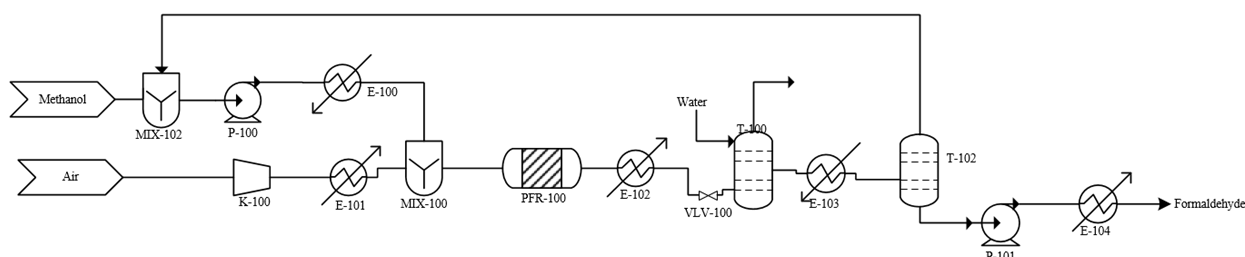 Methanol
MIX-102
P-100
E-100
Air
K-100
E-101
MIX-100
PFR-100
E-102
VLV-100
Water
T-100
E-103
T-102
P-101
E-104
Formaldehyde